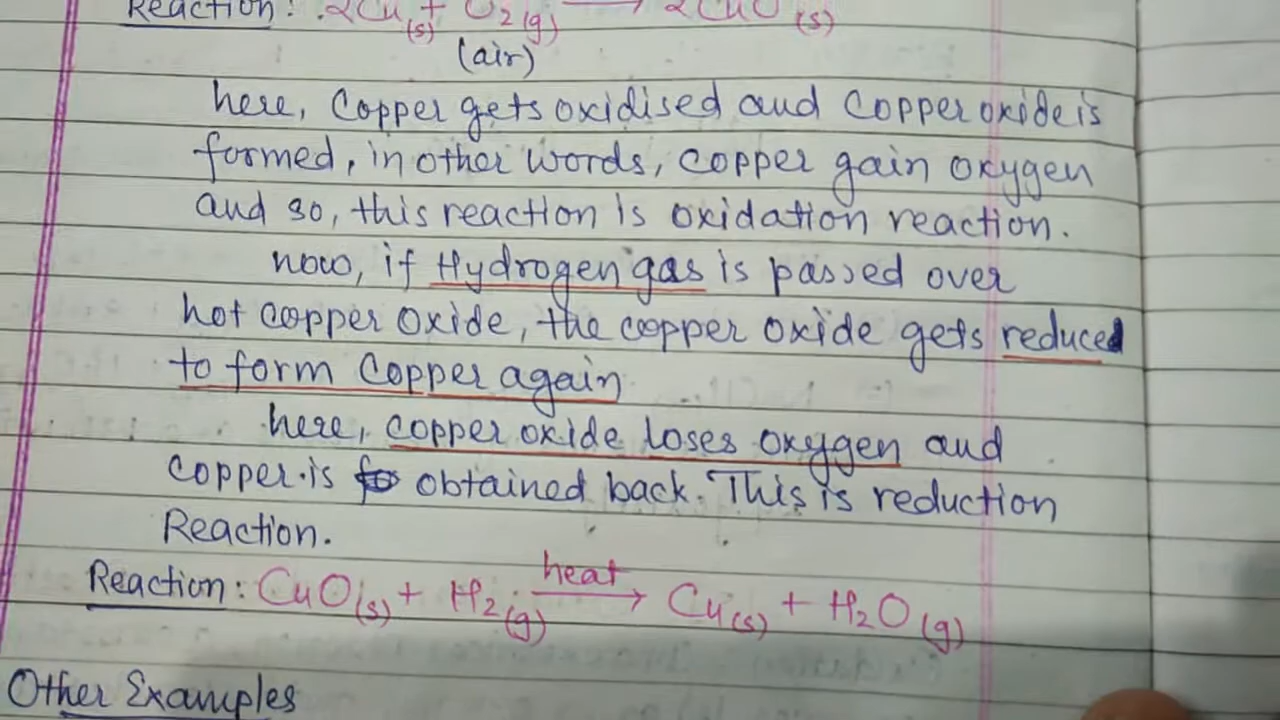 Reaction: 2Cu(s) + O2(g) → 2CuO(s)
(air)
here, Copper gets oxidised and Copper oxide is
formed, in other words, copper gain oxygen
and so, this reaction is oxidation reaction.
now, if Hydrogen gas is passed over
hot copper oxide, the copper oxide gets reduced
to form Copper again
here, copper oxide loses oxygen and
copper is obtained back. This is reduction
Reaction.
heat
Reaction: CuO(s) + H2(g) → Cu(s) + H2O(g)
Other Examples